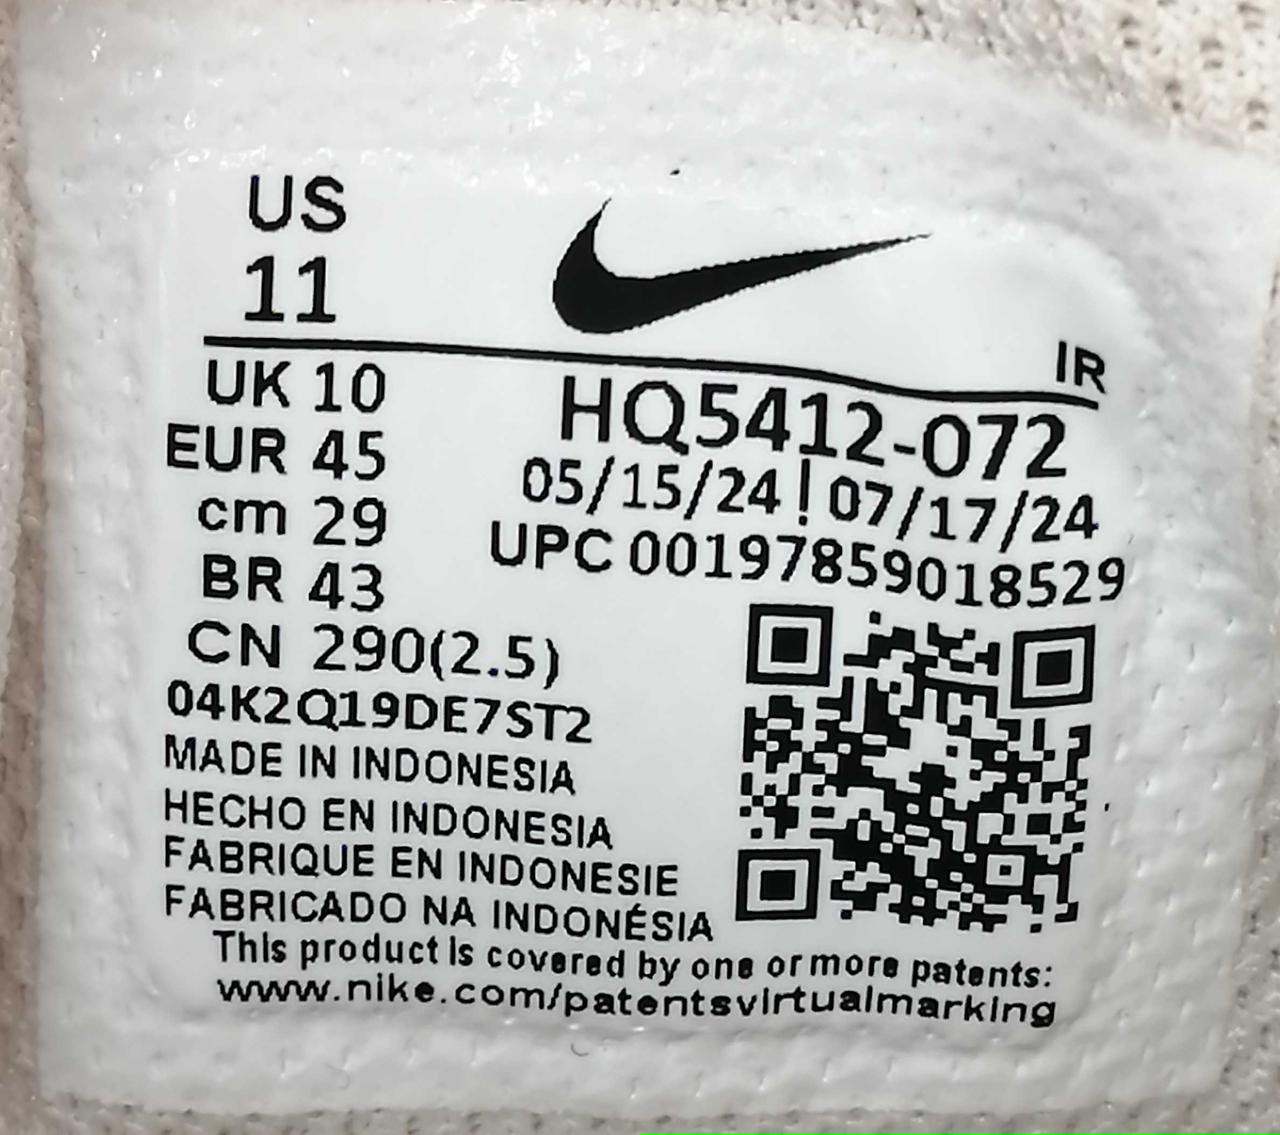 US
11
IR
UK 10
EUR 45
cm 29
BR 43
CN 290(2.5)
HQ5412-072
05/15/24 | 07/17/24
UPC 00197859018529
04K2Q19DE7ST2
MADE IN INDONESIA
HECHO EN INDONESIA
FABRIQUE EN INDONESIE
FABRICADO NA INDONÉSIA
This product is covered by one or more patents:
www.nike.com/patentsvirtualmarking